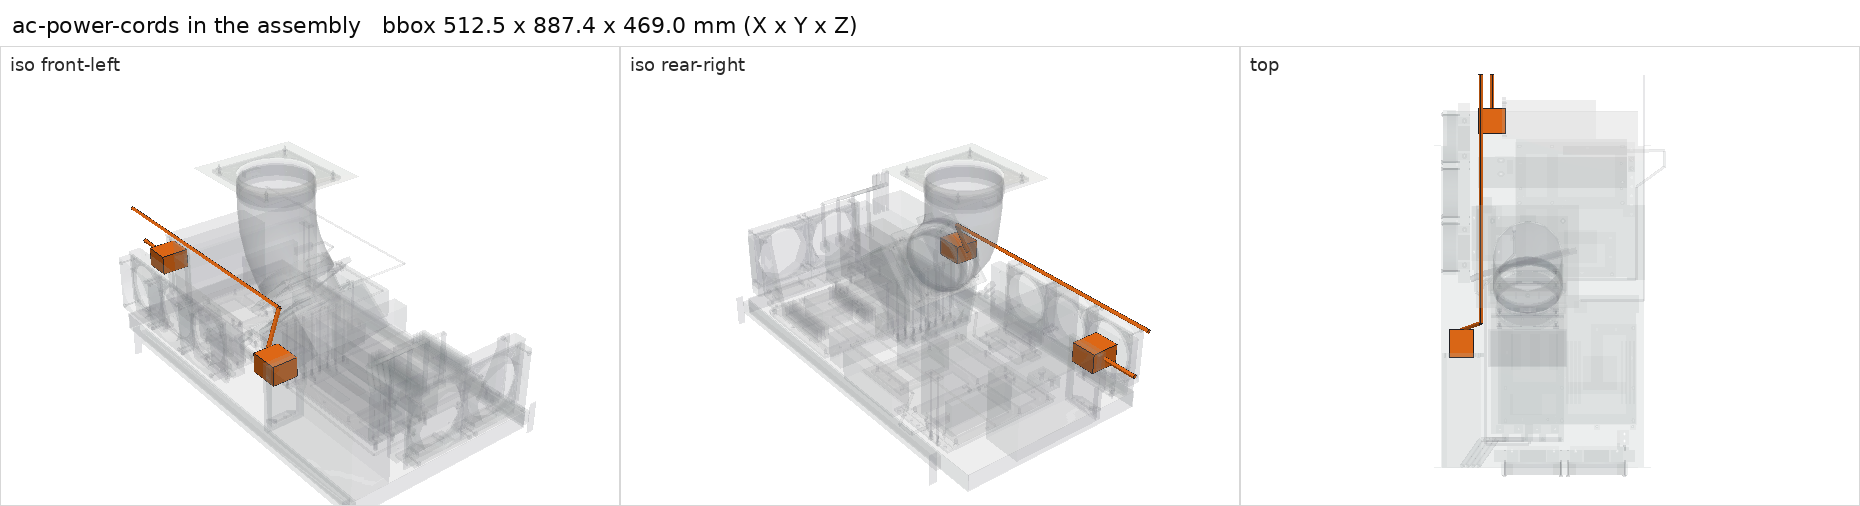 ac-power-cords in the assembly   bbox 512.5 x 887.4 x 469.0 mm (X x Y x Z)
iso front-left
iso rear-right
top